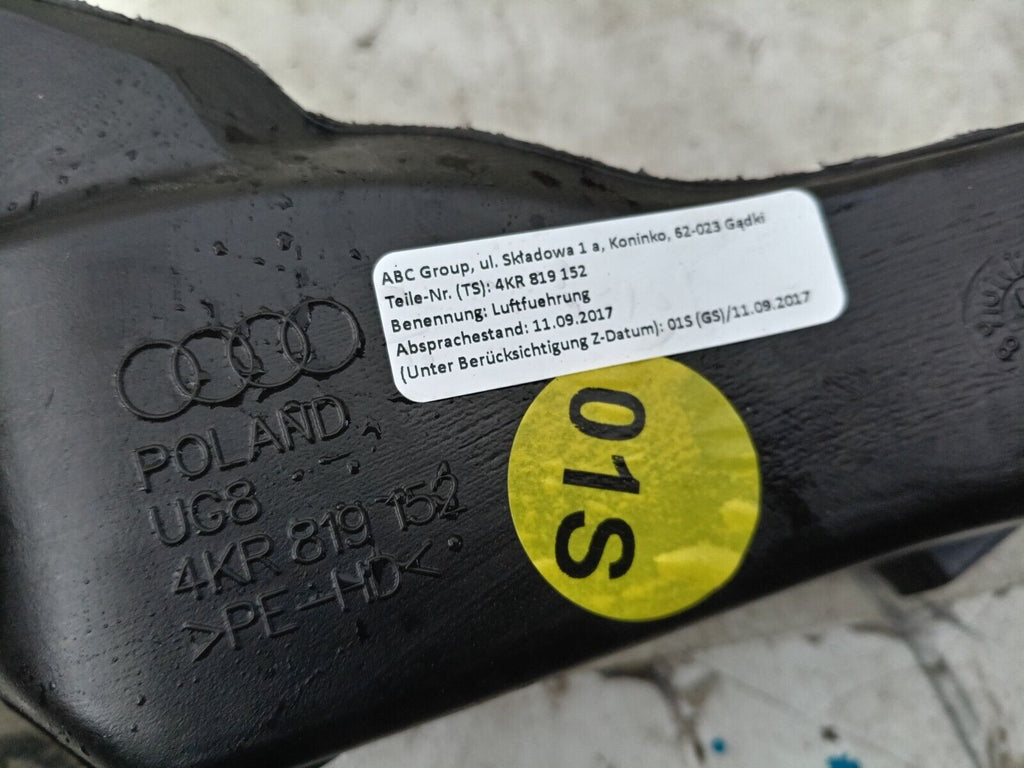 ABC Group, ul. Składowa 1 a, Koninko, 62-023 Gądki
Teile-Nr. (TS): 4KR 819 152
Benennung: Luftfuehrung
Absprachestand: 11.09.2017
(Unter Berücksichtigung Z-Datum): 01S (GS)/11.09.2017
POLAND
UG8
4KR 819 152
>PE-HD<
01S